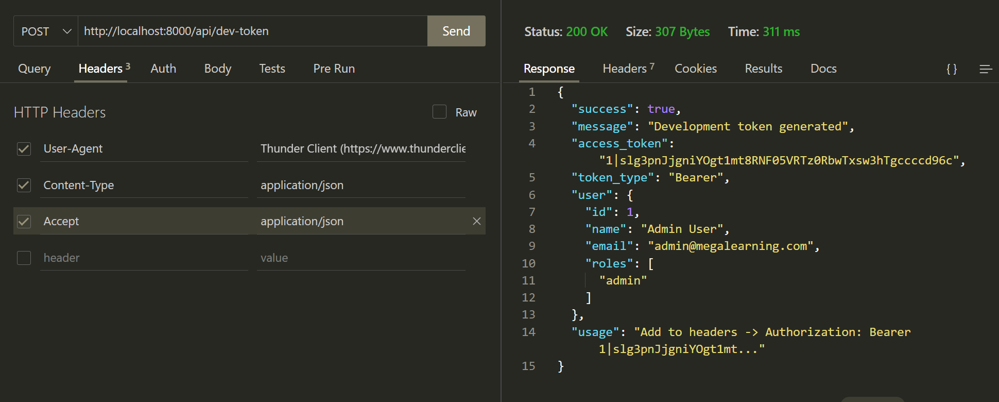 POST http://localhost:8000/api/dev-token Send
Query Headers 3 Auth Body Tests Pre Run
HTTP Headers Raw
User-Agent Thunder Client (https://www.thunderclie
Content-Type application/json
Accept application/json
header value
Status: 200 OK Size: 307 Bytes Time: 311 ms
Response Headers 7 Cookies Results Docs { }
1 {
2 "success": true,
3 "message": "Development token generated",
4 "access_token":
"1|slg3pnJjgniYOgt1mt8RNF05VRTz0RbwTxsw3hTgccccd96c",
5 "token_type": "Bearer",
6 "user": {
7 "id": 1,
8 "name": "Admin User",
9 "email": "admin@megalearning.com",
10 "roles": [
11 "admin"
12 ]
13 },
14 "usage": "Add to headers -> Authorization: Bearer
1|slg3pnJjgniYOgt1mt..."
15 }